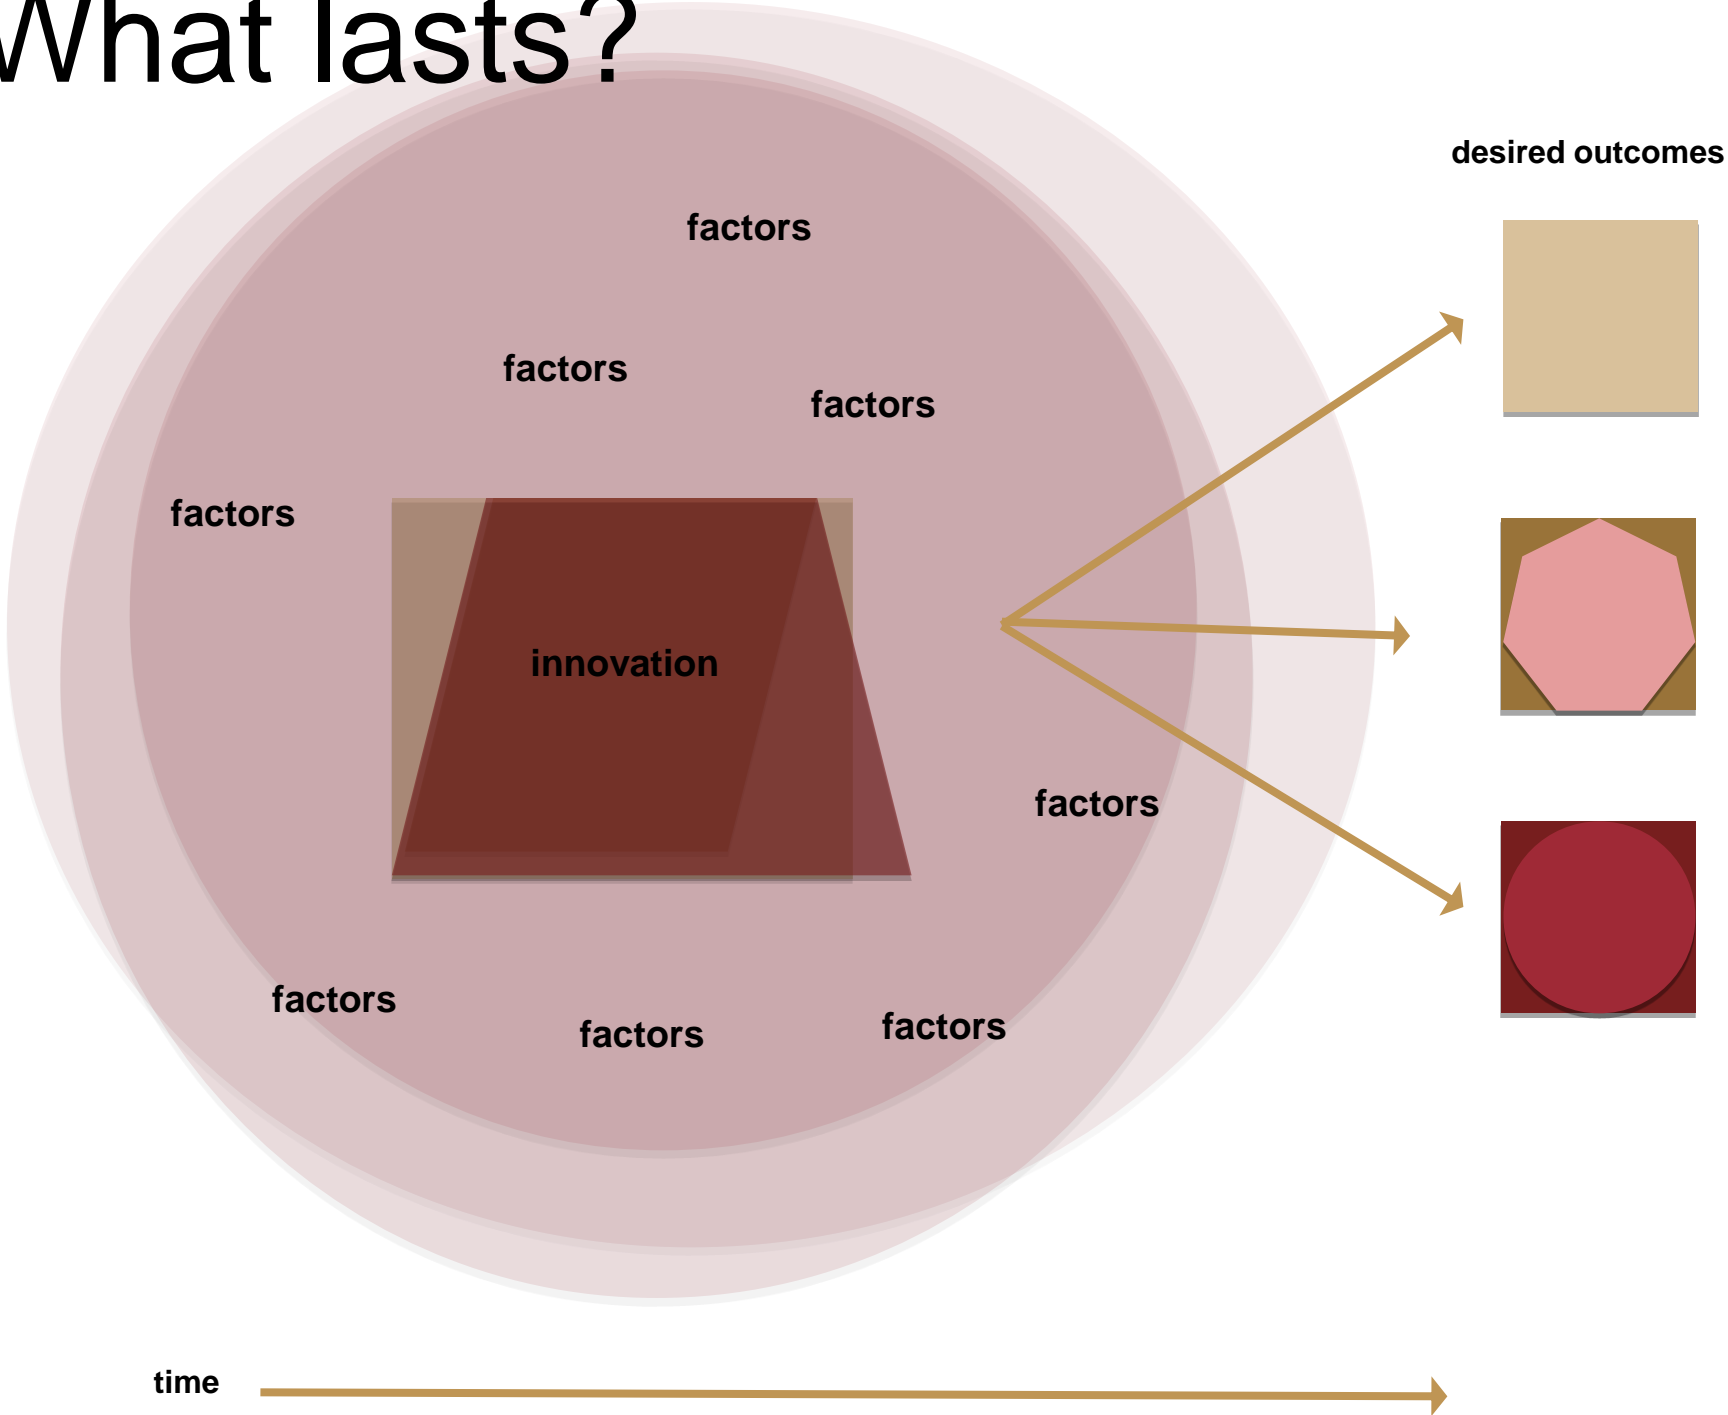 What lasts?
desired outcomes
factors
factors
factors
factors
innovation
factors
factors
factors
factors
time